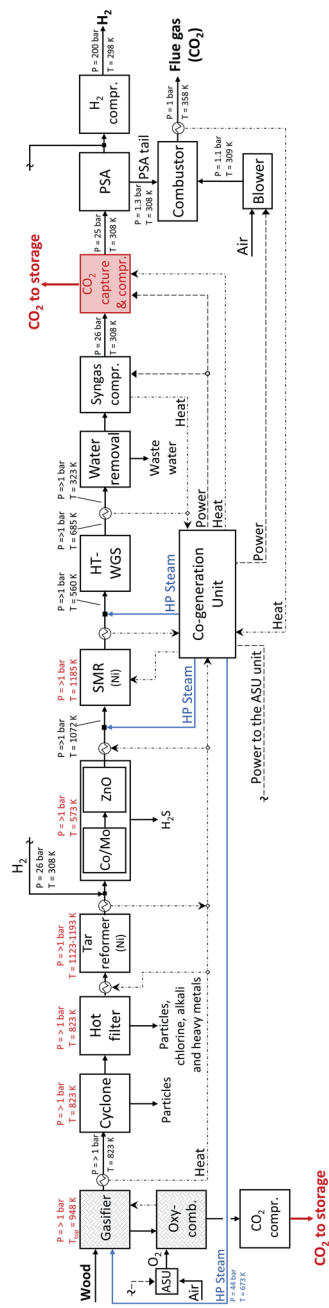 Wood
P = > 1 bar
T_top = 948 K
Gasifier
P = > 1 bar
T = 823 K
P = > 1 bar
T = 823 K
Cyclone
Particles
P = > 1 bar
T = 823 K
Hot
filter
Particles,
chlorine, alkali
and heavy metals
P = >1 bar
T = 1123-1193 K
Tar
reformer
(Ni)
H2
P = 26 bar
T = 308 K
P = >1 bar
T = 573 K
Co/Mo
ZnO
H2S
P =>1 bar
T = 1072 K
P = >1 bar
T = 1185 K
SMR
(Ni)
P =>1 bar
T = 560 K
HT-
WGS
P =>1 bar
T = 685 K
P =>1 bar
T = 323 K
Water
removal
Waste
water
Syngas
compr.
P = 26 bar
T = 308 K
CO2 to storage
CO2
capture
& compr.
P = 25 bar
T = 308 K
PSA
H2
compr.
P = 200 bar
T = 298 K
H2
PSA tail
P = 1.3 bar
T = 308 K
Combustor
Flue gas
(CO2)
P = 1 bar
T = 358 K
P = 1.1 bar
T = 309 K
Blower
Air
HP Steam
HP Steam
Heat
Co-generation
Unit
Power
Heat
Power
Heat
Power to the ASU unit
Heat
Oxy-
comb.
O2
ASU
Air
HP Steam
P = 44 bar
T = 673 K
CO2
compr.
CO2 to storage